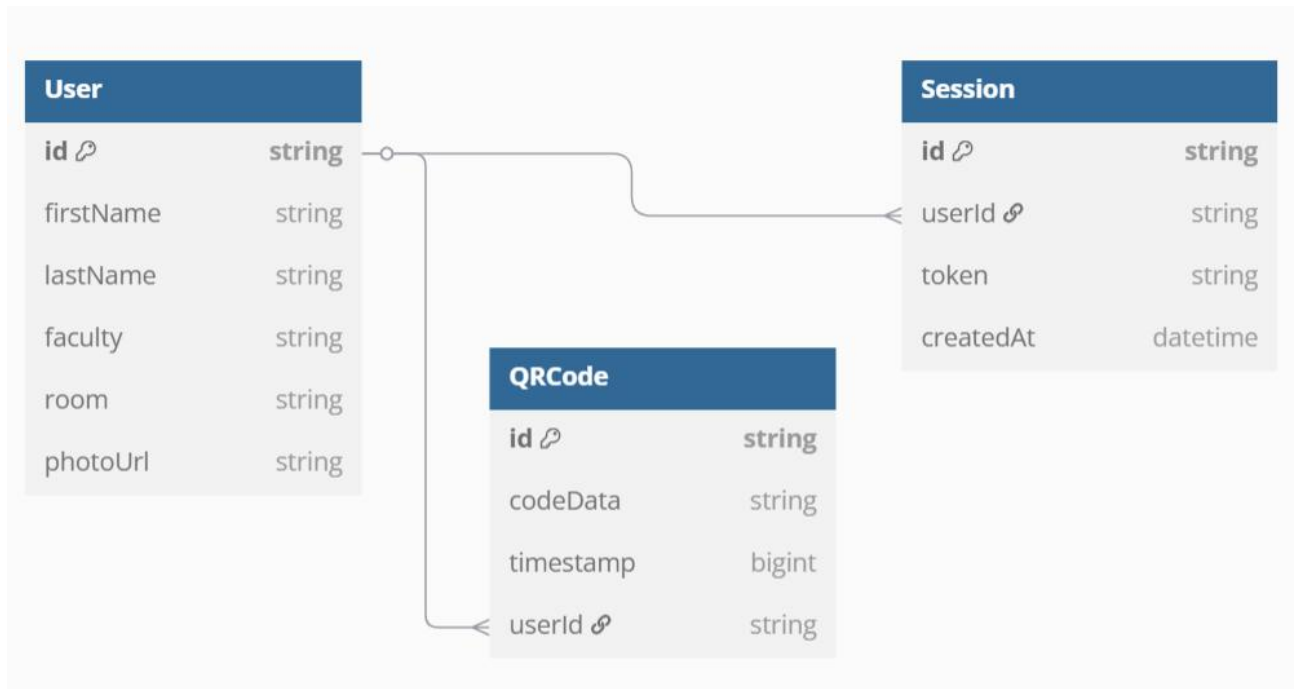 User
id string
firstName string
lastName string
faculty string
room string
photoUrl string
Session
id string
userId string
token string
createdAt datetime
QRCode
id string
codeData string
timestamp bigint
userId string